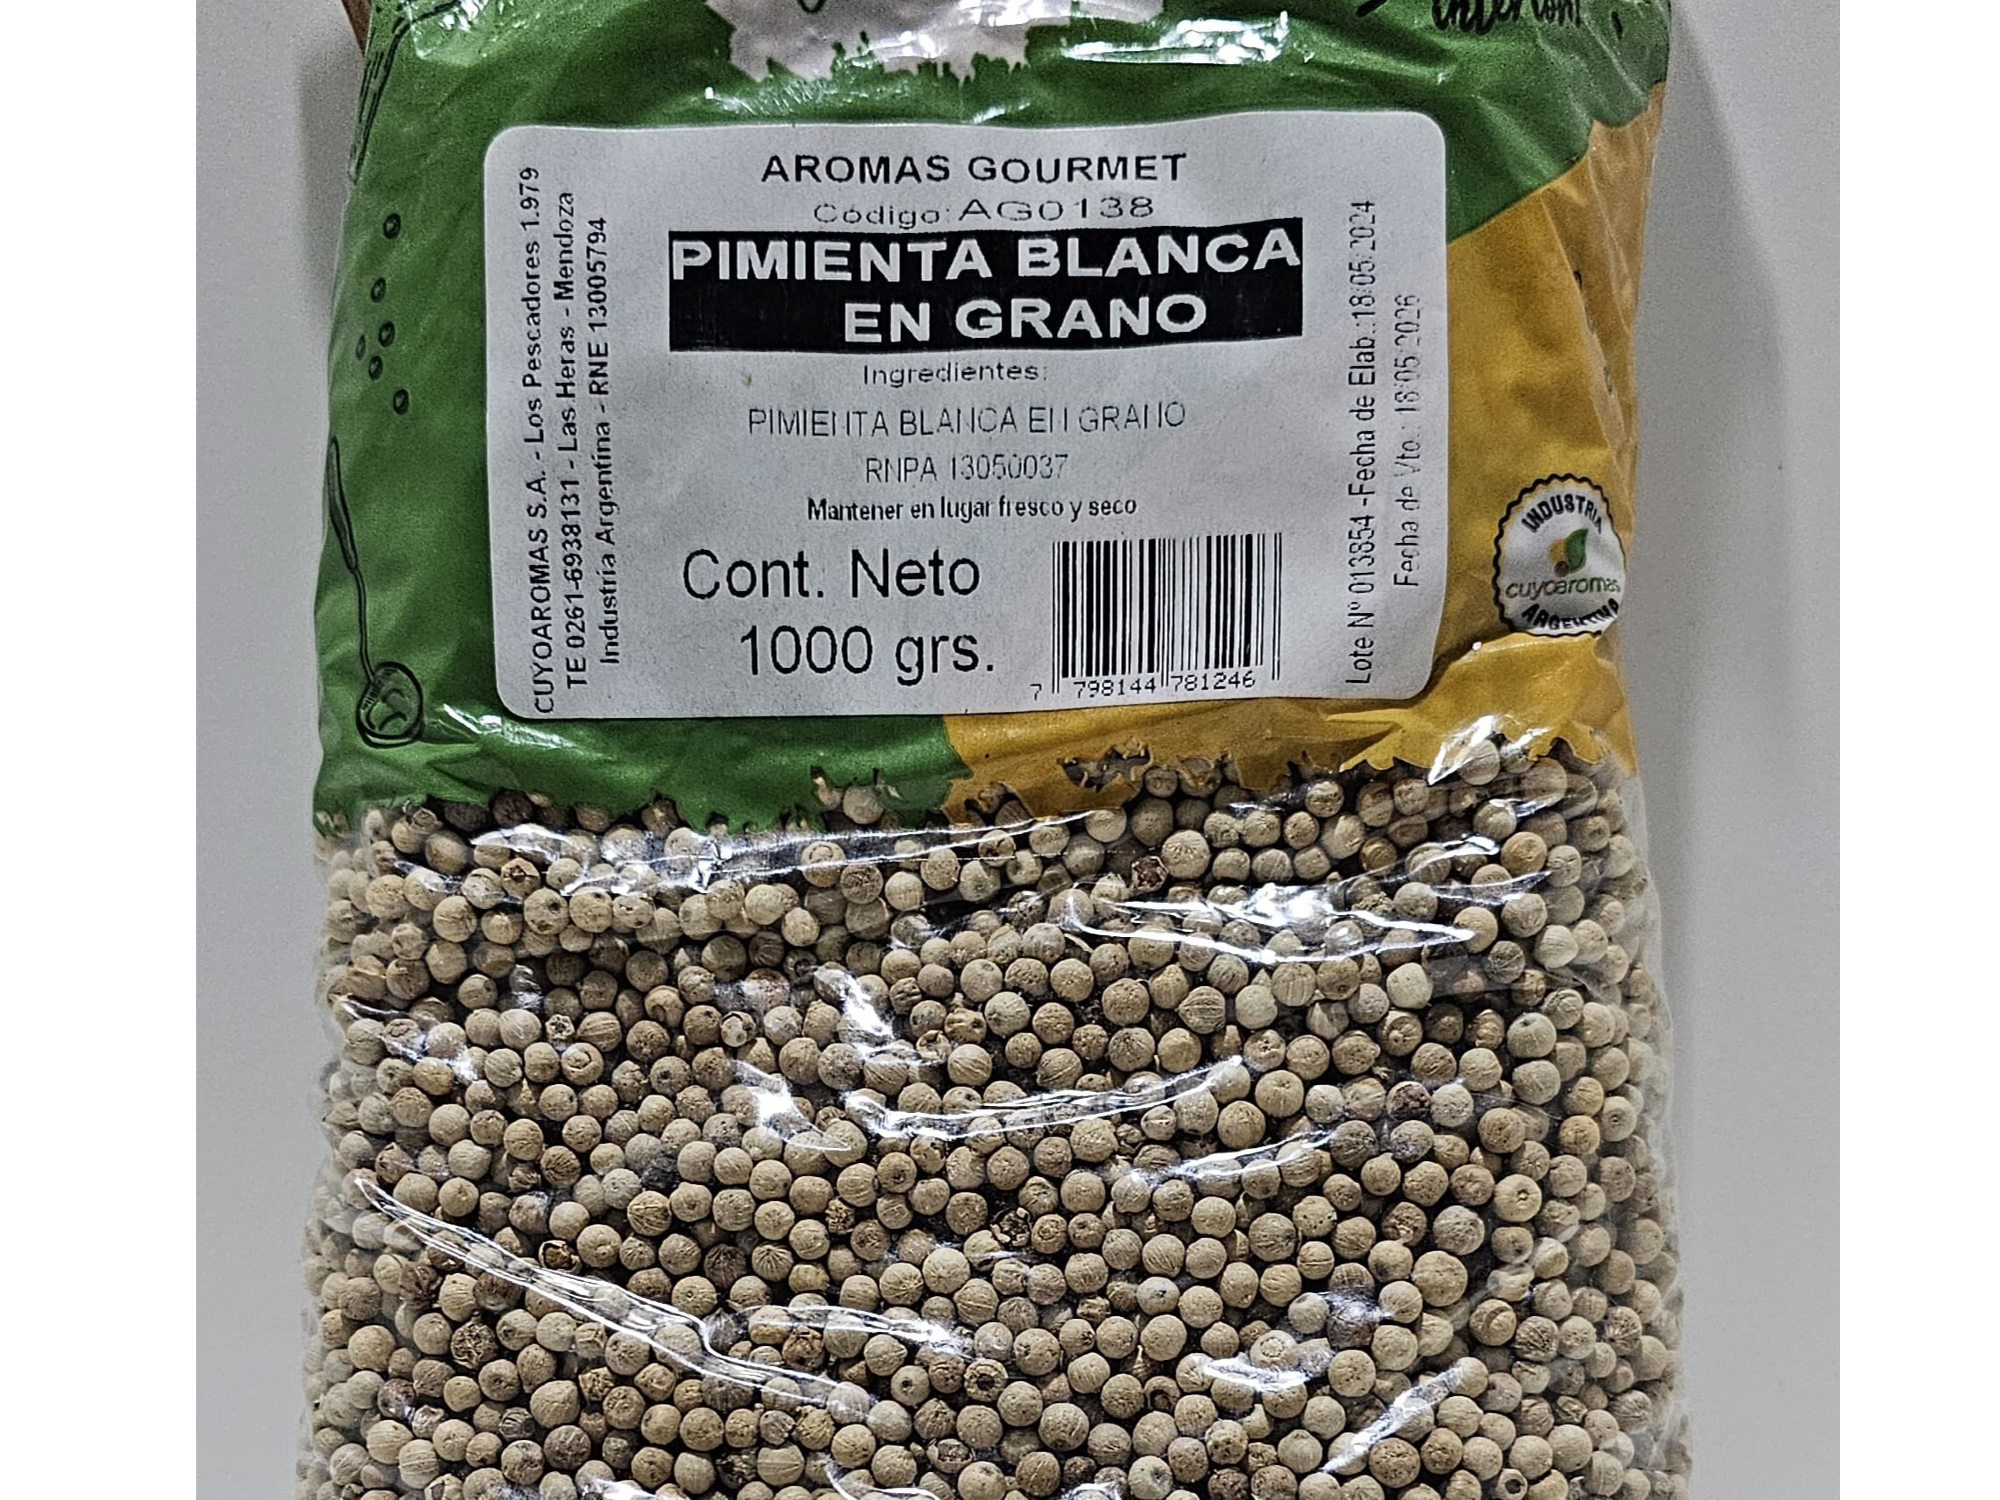 AROMAS GOURMET
Código: AG0138
PIMIENTA BLANCA
EN GRANO
Ingredientes:
PIMIENTA BLANCA EN GRANO
RNPA 13050037
Mantener en lugar fresco y seco
Cont. Neto
1000 grs.
7 798144 781246
CUYOAROMAS S.A. - Los Pescadores 1.979
TE 0261-6938131 - Las Heras - Mendoza
Industria Argentina - RNE 13005794
Lote Nº 013854 -Fecha de Elab.:18:05:2024
Fecha de Vto.: 18:05:2026
INDUSTRIA
cuyoaromas
ARGENTINA